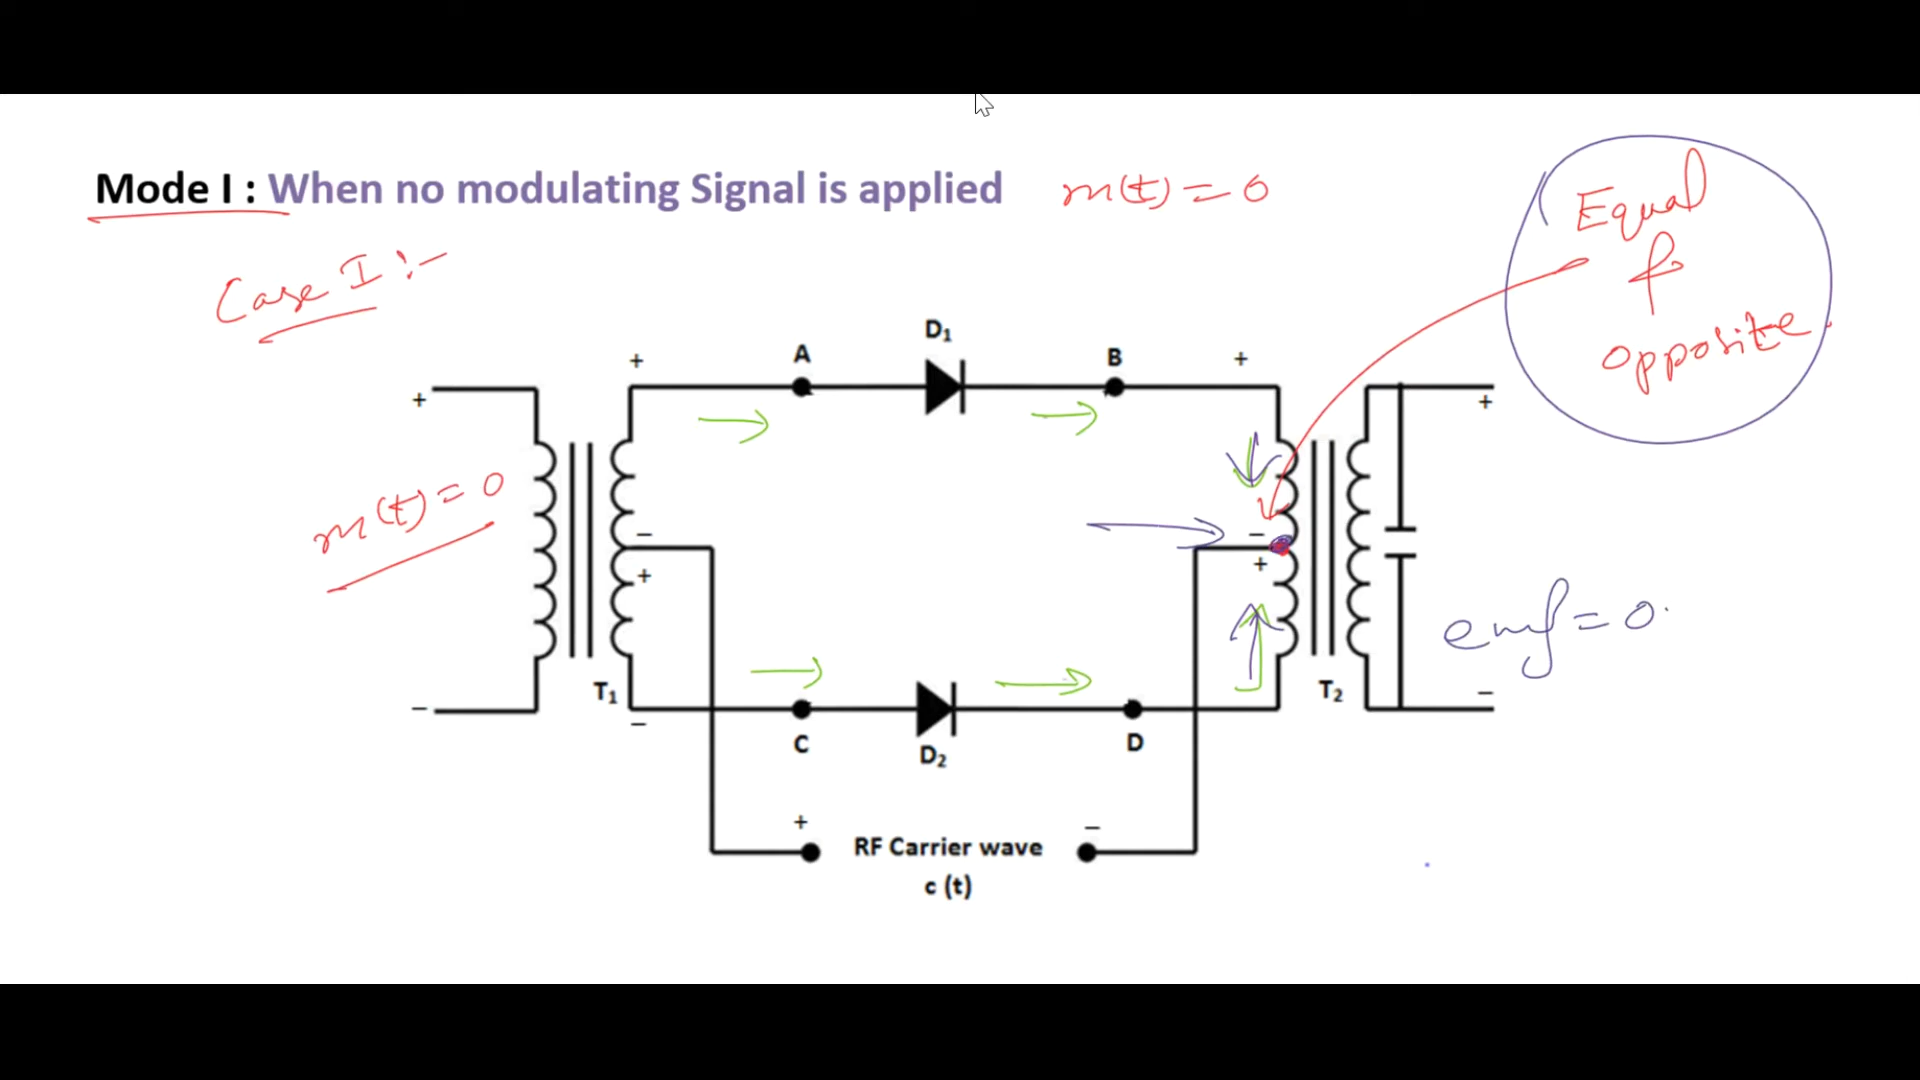 Mode I : When no modulating Signal is applied m(t) = 0
Case I :-
Equal
&
opposite.
D₁
A
B
+ + +
+ +
m(t) = 0
− −
+ +
emf = 0.
T₁
T₂
− − −
C
D₂
D
+ −
RF Carrier wave
c (t)